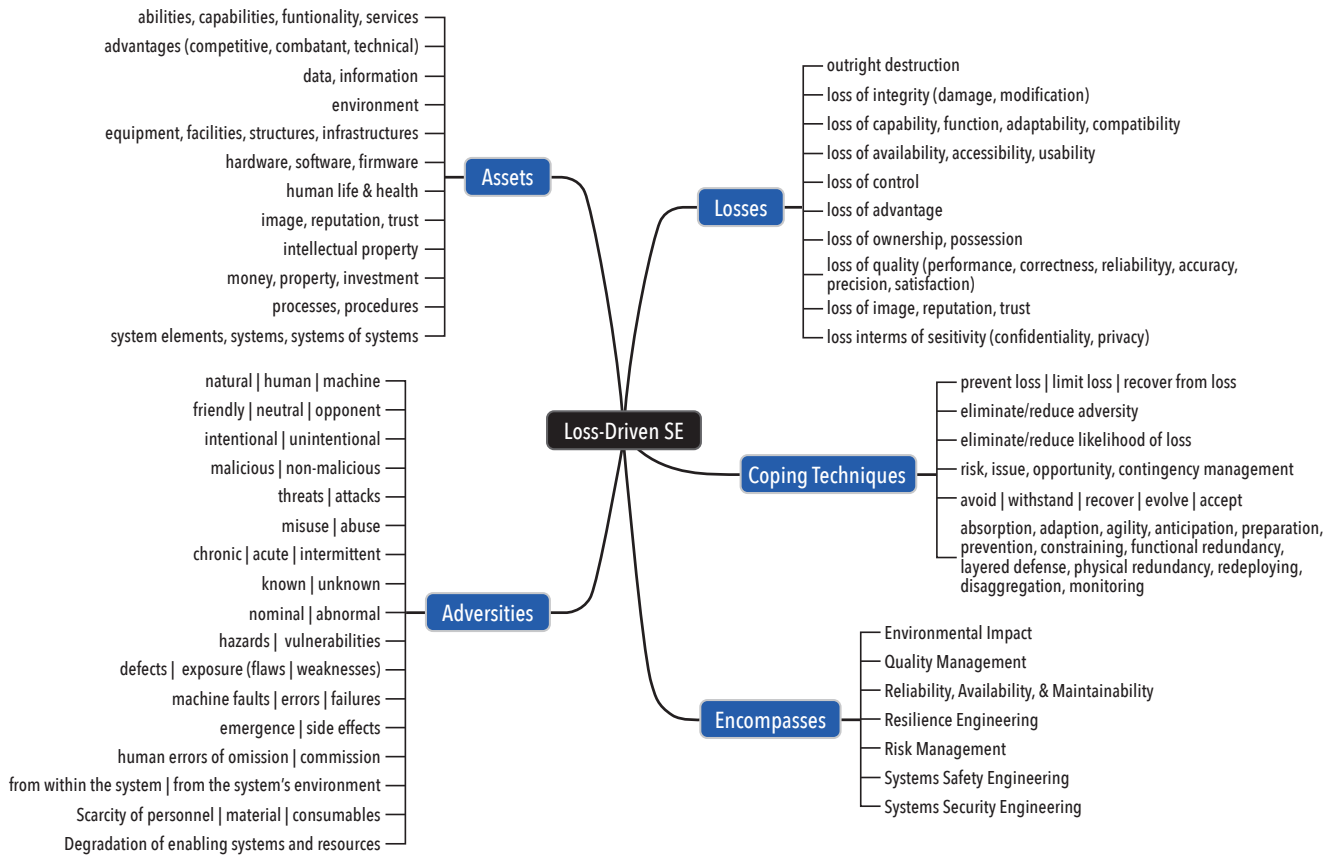 abilities, capabilities, funtionality, services
advantages (competitive, combatant, technical)
data, information
environment
equipment, facilities, structures, infrastructures
hardware, software, firmware
human life & health
image, reputation, trust
intellectual property
money, property, investment
processes, procedures
system elements, systems, systems of systems
Assets
Losses
outright destruction
loss of integrity (damage, modification)
loss of capability, function, adaptability, compatibility
loss of availability, accessibility, usability
loss of control
loss of advantage
loss of ownership, possession
loss of quality (performance, correctness, reliabilityy, accuracy,
precision, satisfaction)
loss of image, reputation, trust
loss interms of sesitivity (confidentiality, privacy)
Loss-Driven SE
natural | human | machine
friendly | neutral | opponent
intentional | unintentional
malicious | non-malicious
threats | attacks
misuse | abuse
chronic | acute | intermittent
known | unknown
nominal | abnormal
hazards | vulnerabilities
defects | exposure (flaws | weaknesses)
machine faults | errors | failures
emergence | side effects
human errors of omission | commission
from within the system | from the system’s environment
Scarcity of personnel | material | consumables
Degradation of enabling systems and resources
Adversities
Coping Techniques
prevent loss | limit loss | recover from loss
eliminate/reduce adversity
eliminate/reduce likelihood of loss
risk, issue, opportunity, contingency management
avoid | withstand | recover | evolve | accept
absorption, adaption, agility, anticipation, preparation,
prevention, constraining, functional redundancy,
layered defense, physical redundancy, redeploying,
disaggregation, monitoring
Encompasses
Environmental Impact
Quality Management
Reliability, Availability, & Maintainability
Resilience Engineering
Risk Management
Systems Safety Engineering
Systems Security Engineering